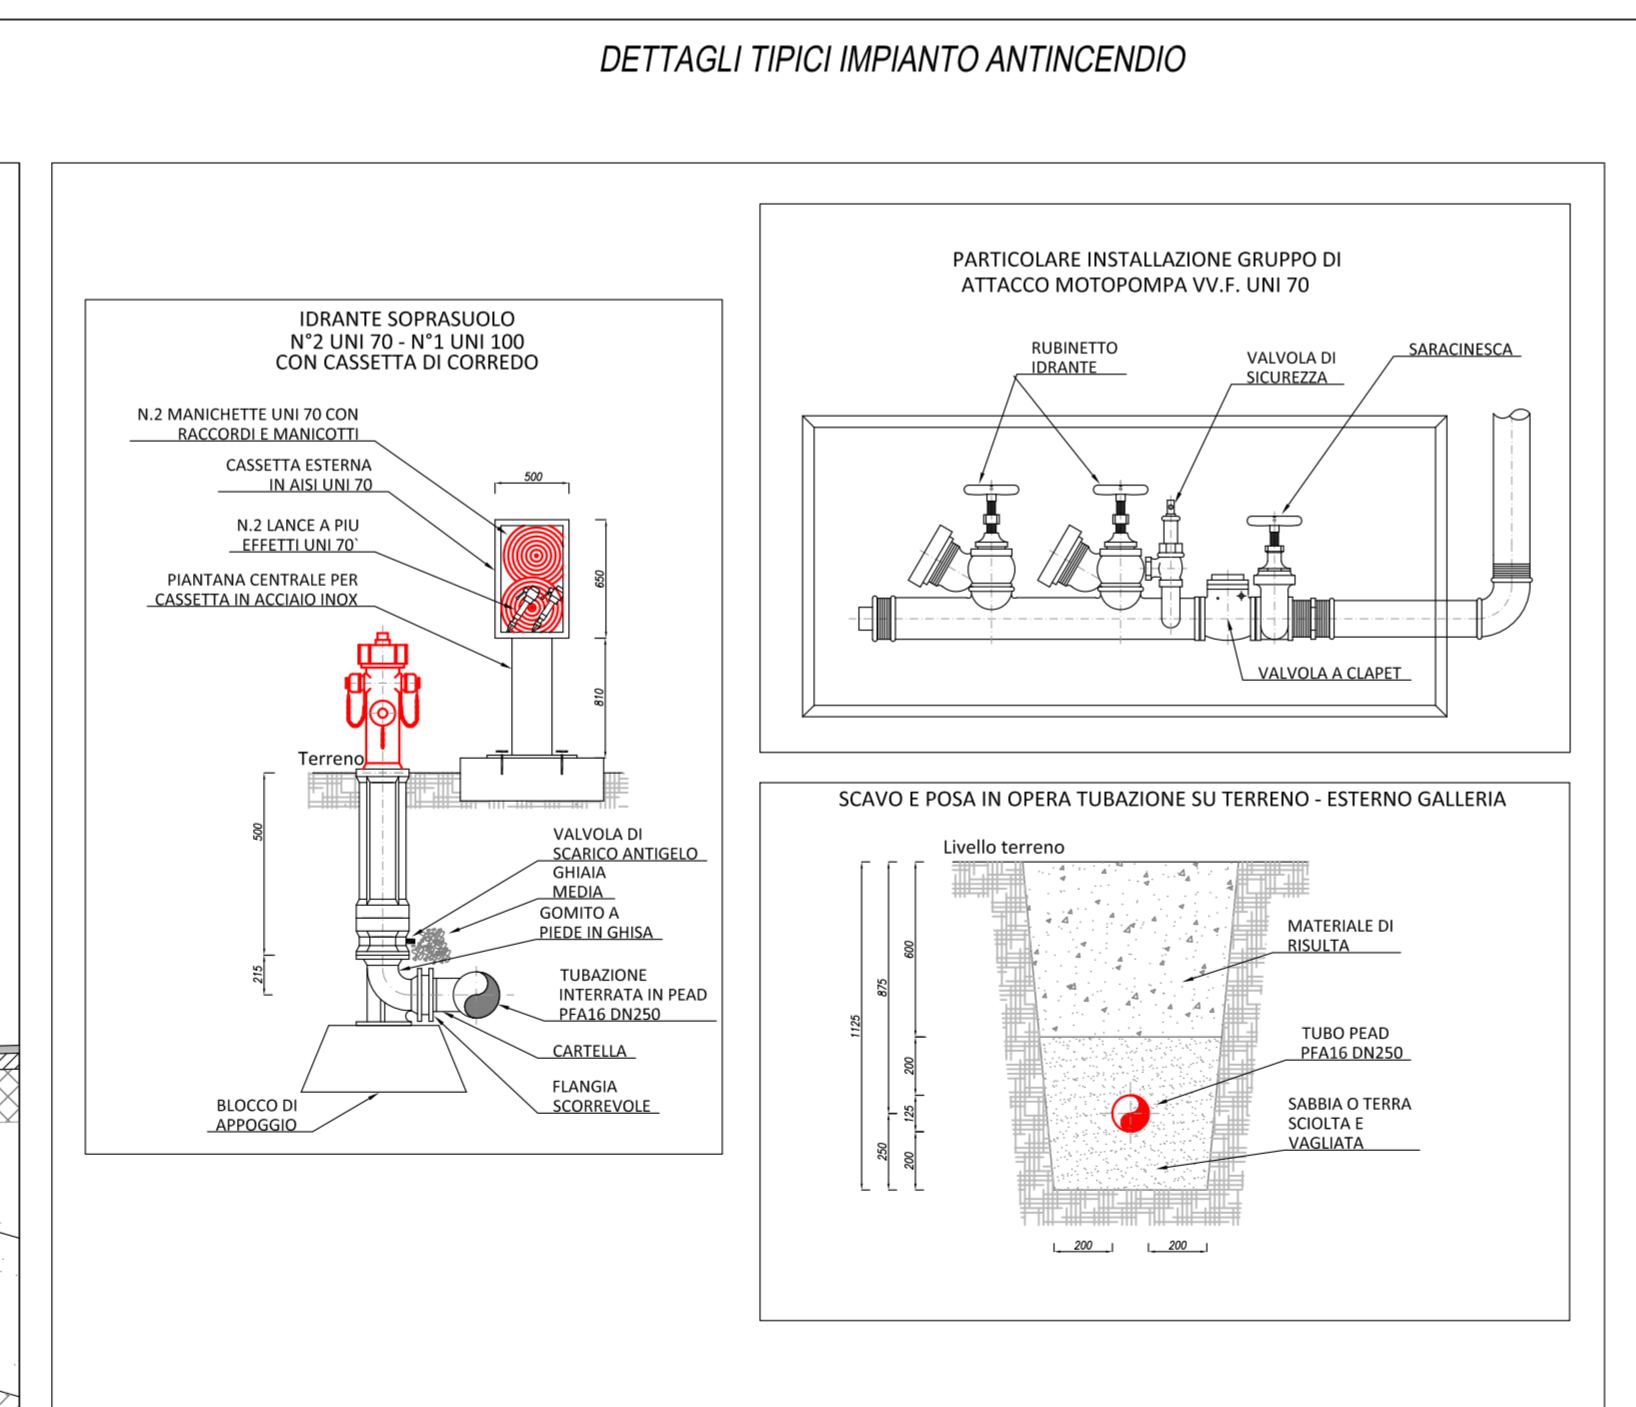 DETTAGLI TIPICI IMPIANTO ANTINCENDIO
IDRANTE SOPRASUOLO
N°2 UNI 70 - N°1 UNI 100
CON CASSETTA DI CORREDO
N.2 MANICHETTE UNI 70 CON
RACCORDI E MANICOTTI
CASSETTA ESTERNA
IN AISI UNI 70
N.2 LANCE A PIU
EFFETTI UNI 70`
PIANTANA CENTRALE PER
CASSETTA IN ACCIAIO INOX
500
650
810
Terreno
500
215
VALVOLA DI
SCARICO ANTIGELO
GHIAIA
MEDIA
GOMITO A
PIEDE IN GHISA
TUBAZIONE
INTERRATA IN PEAD
PFA16 DN250
CARTELLA
FLANGIA
SCORREVOLE
BLOCCO DI
APPOGGIO
PARTICOLARE INSTALLAZIONE GRUPPO DI
ATTACCO MOTOPOMPA VV.F. UNI 70
RUBINETTO
IDRANTE
VALVOLA DI
SICUREZZA
SARACINESCA
VALVOLA A CLAPET
SCAVO E POSA IN OPERA TUBAZIONE SU TERRENO - ESTERNO GALLERIA
Livello terreno
1125
875
250
600
200
125
200
MATERIALE DI
RISULTA
TUBO PEAD
PFA16 DN250
SABBIA O TERRA
SCIOLTA E
VAGLIATA
200
200